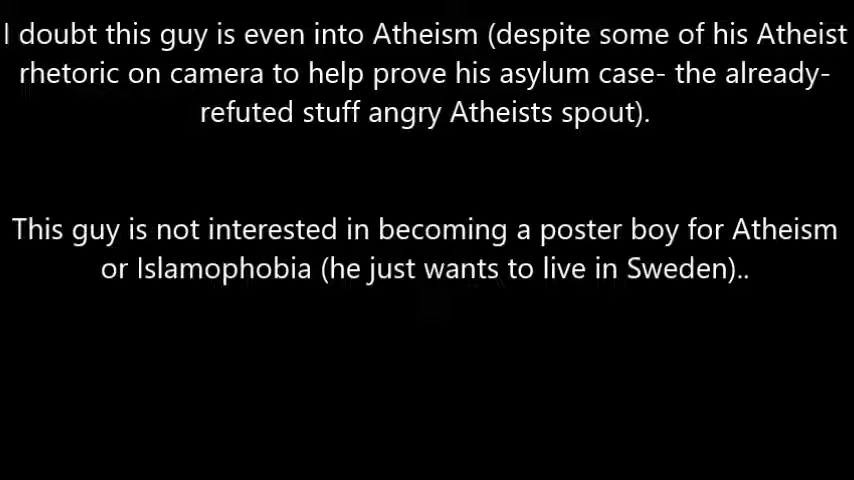 I doubt this guy is even into Atheism (despite some of his Atheist
rhetoric on camera to help prove his asylum case- the already-
refuted stuff angry Atheists spout).
This guy is not interested in becoming a poster boy for Atheism
or Islamophobia (he just wants to live in Sweden)..